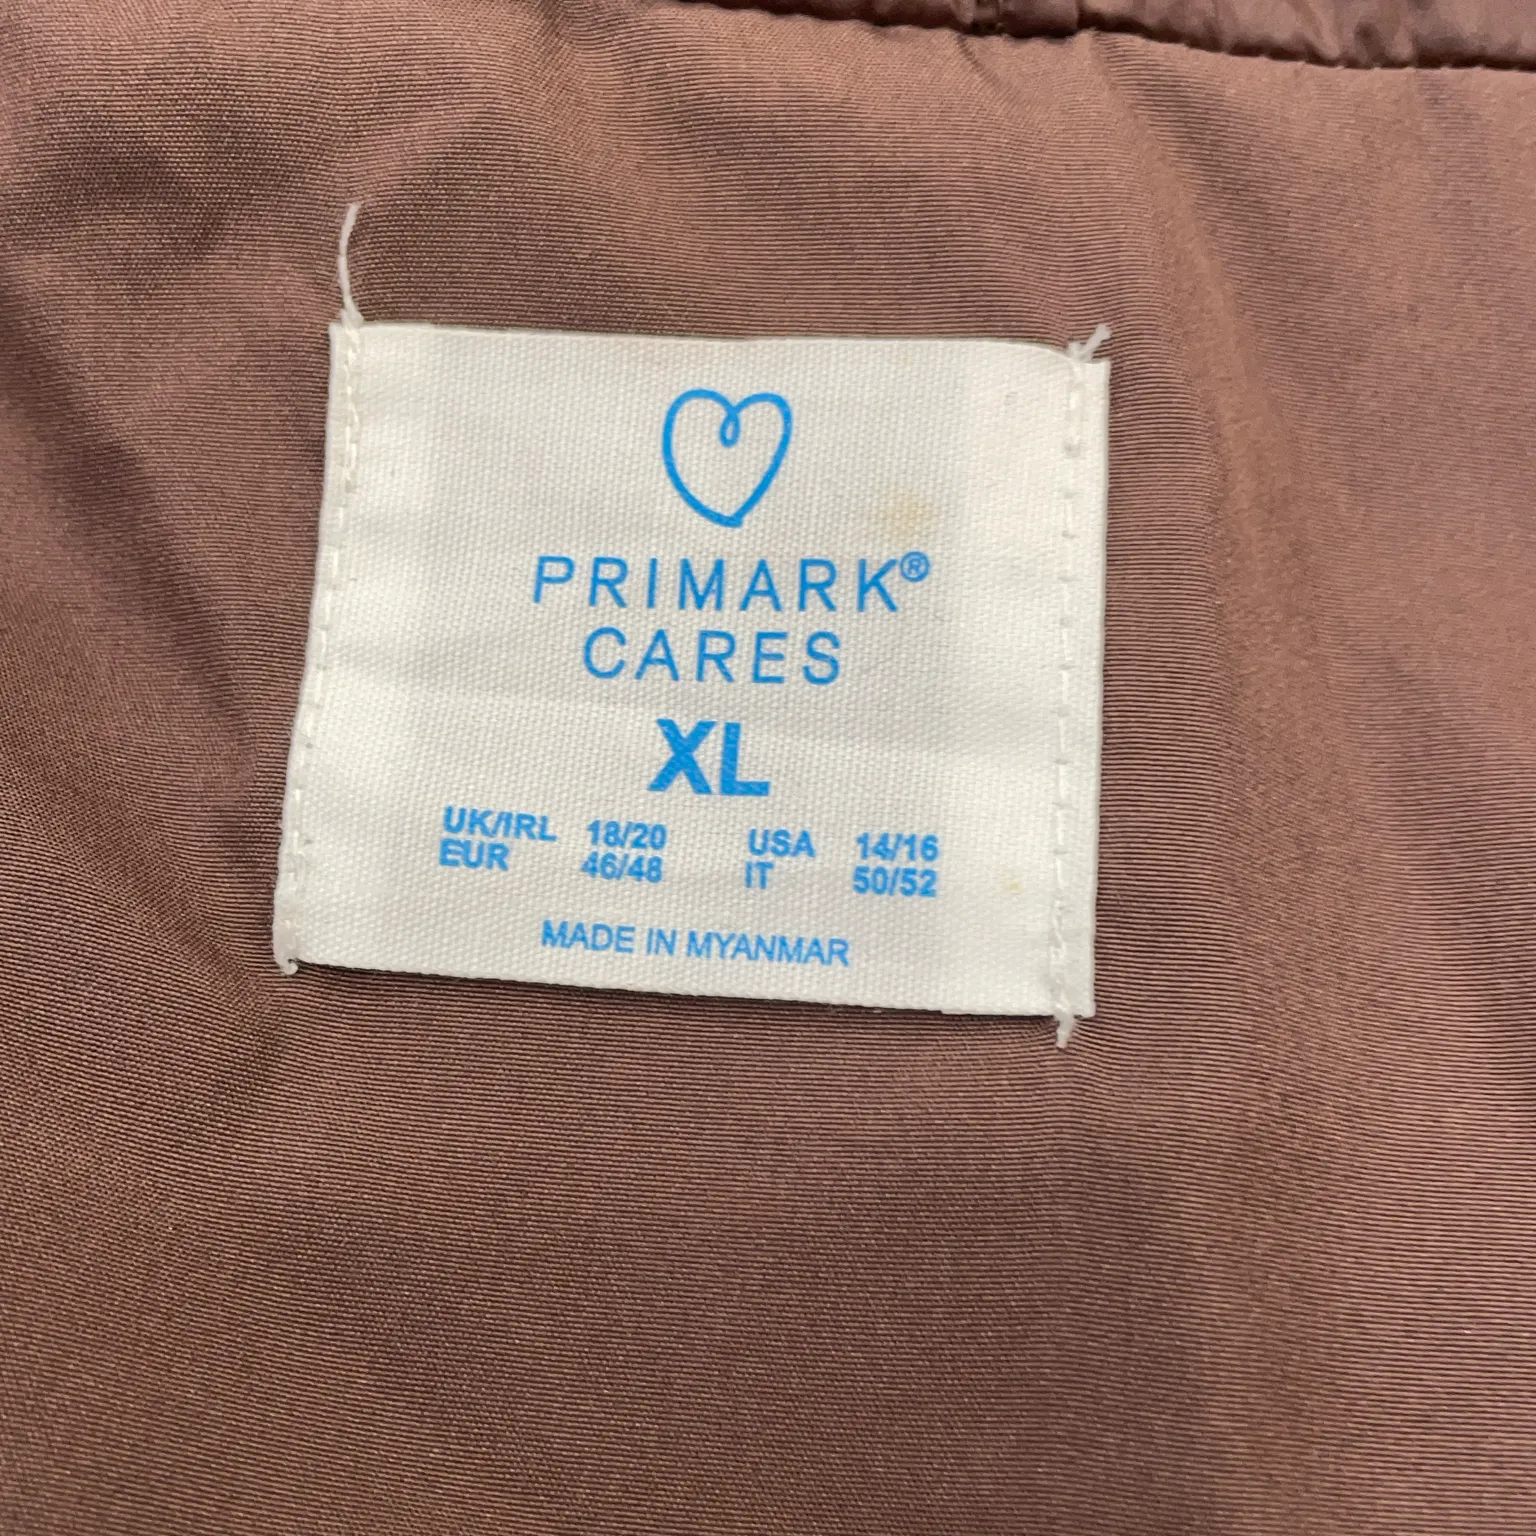 PRIMARK®
CARES
XL
UK/IRL 18/20 USA 14/16
EUR 46/48 IT 50/52
MADE IN MYANMAR